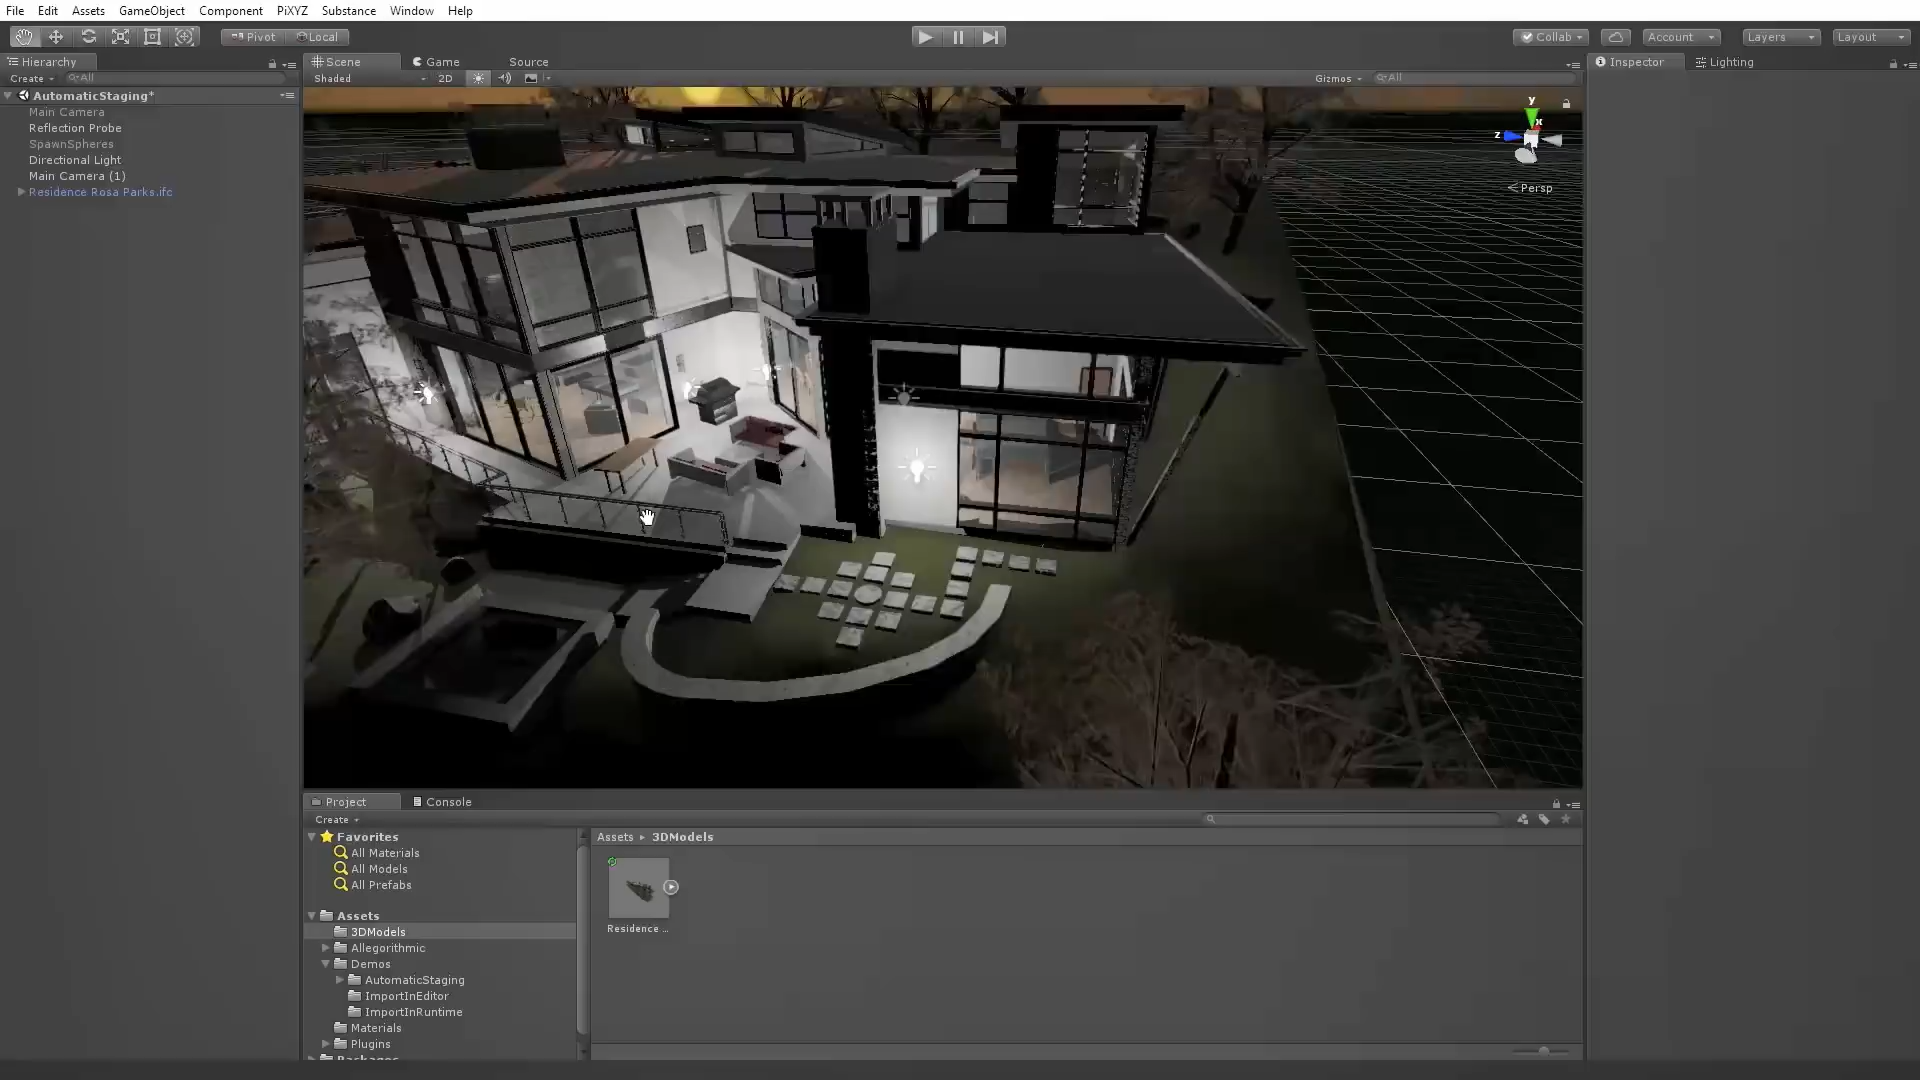 File Edit Assets GameObject Component PiXYZ Substance Window Help
Pivot Local Collab Account Layers Layout
Hierarchy
Create All
AutomaticStaging*
Main Camera
Reflection Probe
SpawnSpheres
Directional Light
Main Camera (1)
Residence Rosa Parks.ifc
Scene Game Source
Shaded 2D Gizmos All
y
x
z
Persp
Inspector Lighting
Project Console
Create
Favorites
All Materials
All Models
All Prefabs
Assets
3DModels
Allegorithmic
Demos
AutomaticStaging
ImportInEditor
ImportInRuntime
Materials
Plugins
Packages
Assets 3DModels
Residence ...